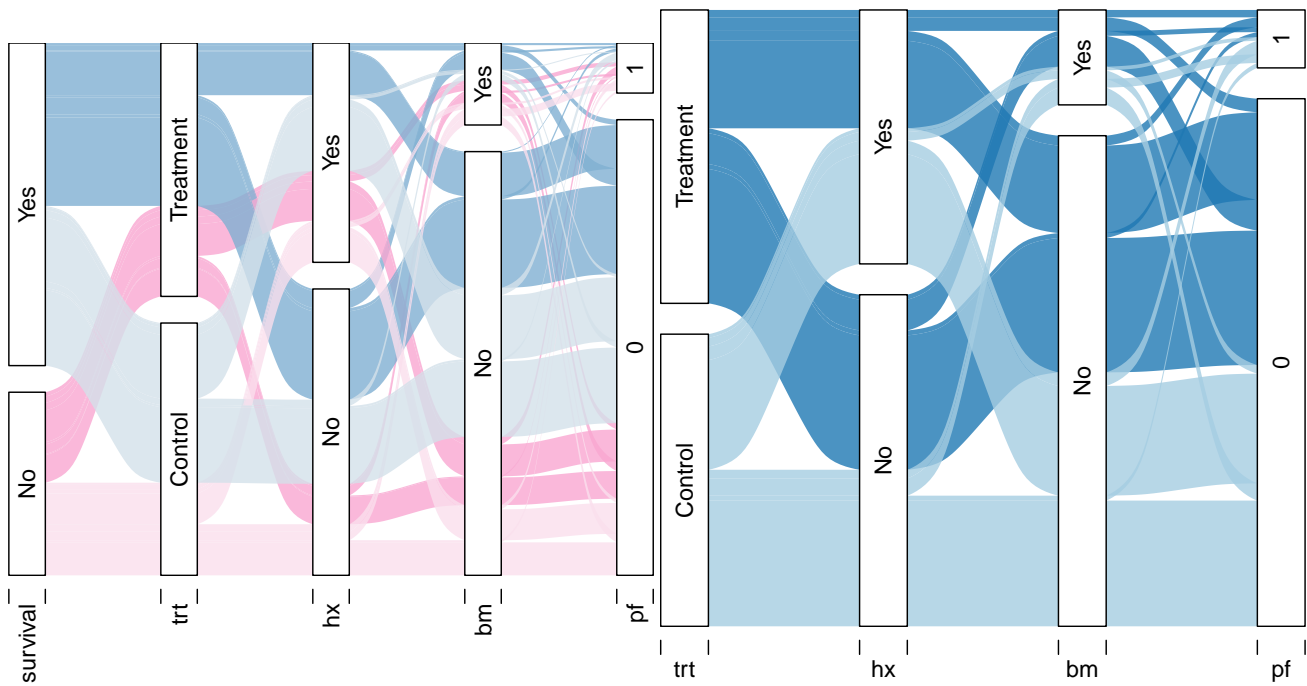 Yes
No
Treatment
Control
Yes
No
Yes
No
1
0
survival
trt
hx
bm
pf
Treatment
Control
Yes
No
Yes
No
1
0
trt
hx
bm
pf